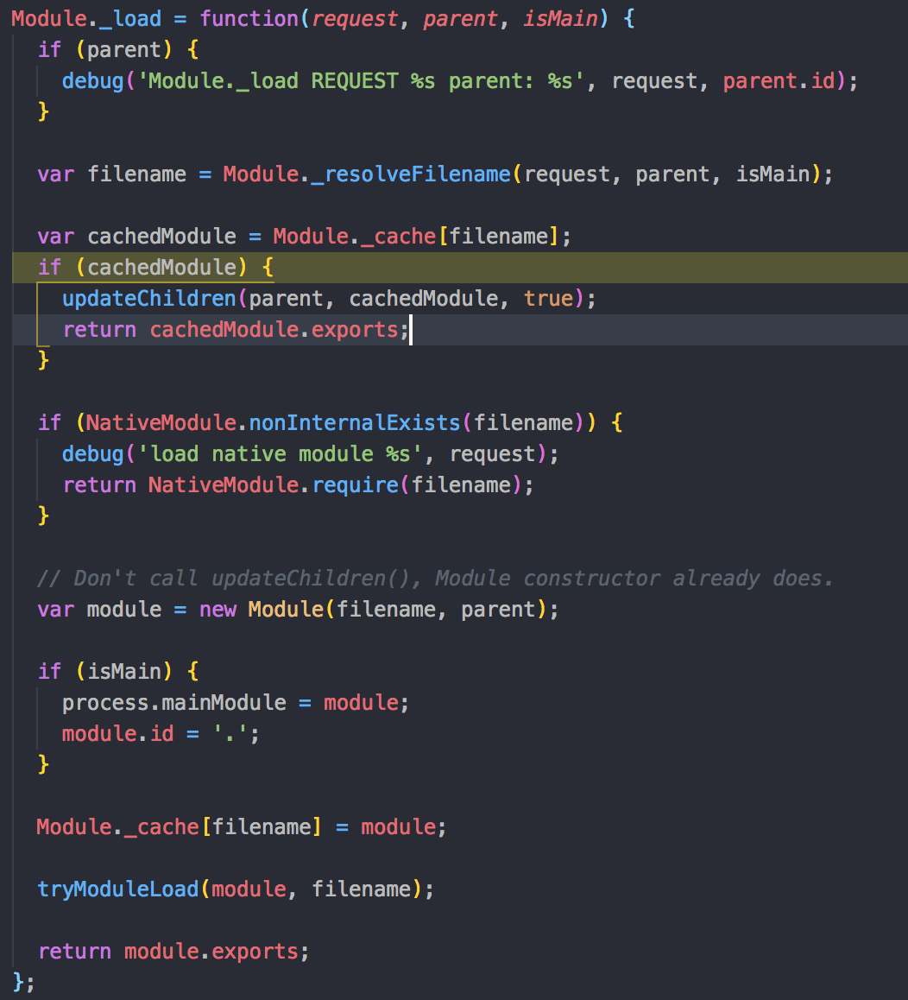 Module._load = function(request, parent, isMain) {
  if (parent) {
    debug('Module._load REQUEST %s parent: %s', request, parent.id);
  }

  var filename = Module._resolveFilename(request, parent, isMain);

  var cachedModule = Module._cache[filename];
  if (cachedModule) {
    updateChildren(parent, cachedModule, true);
    return cachedModule.exports;
  }

  if (NativeModule.nonInternalExists(filename)) {
    debug('load native module %s', request);
    return NativeModule.require(filename);
  }

  // Don't call updateChildren(), Module constructor already does.
  var module = new Module(filename, parent);

  if (isMain) {
    process.mainModule = module;
    module.id = '.';
  }

  Module._cache[filename] = module;

  tryModuleLoad(module, filename);

  return module.exports;
};